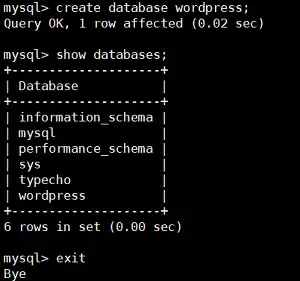 mysql> create database wordpress;
Query OK, 1 row affected (0.02 sec)

mysql> show databases;
+--------------------+
| Database           |
+--------------------+
| information_schema |
| mysql              |
| performance_schema |
| sys                |
| typecho            |
| wordpress          |
+--------------------+
6 rows in set (0.00 sec)

mysql> exit
Bye